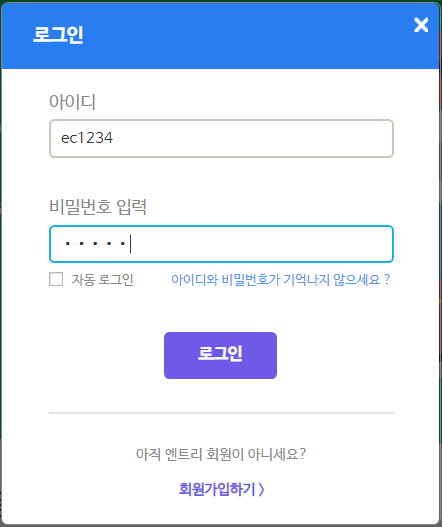 로그인
아이디
ec1234
비밀번호 입력
•••••
자동 로그인 아이디와 비밀번호가 기억나지 않으세요 ?
로그인
아직 엔트리 회원이 아니세요?
회원가입하기 >